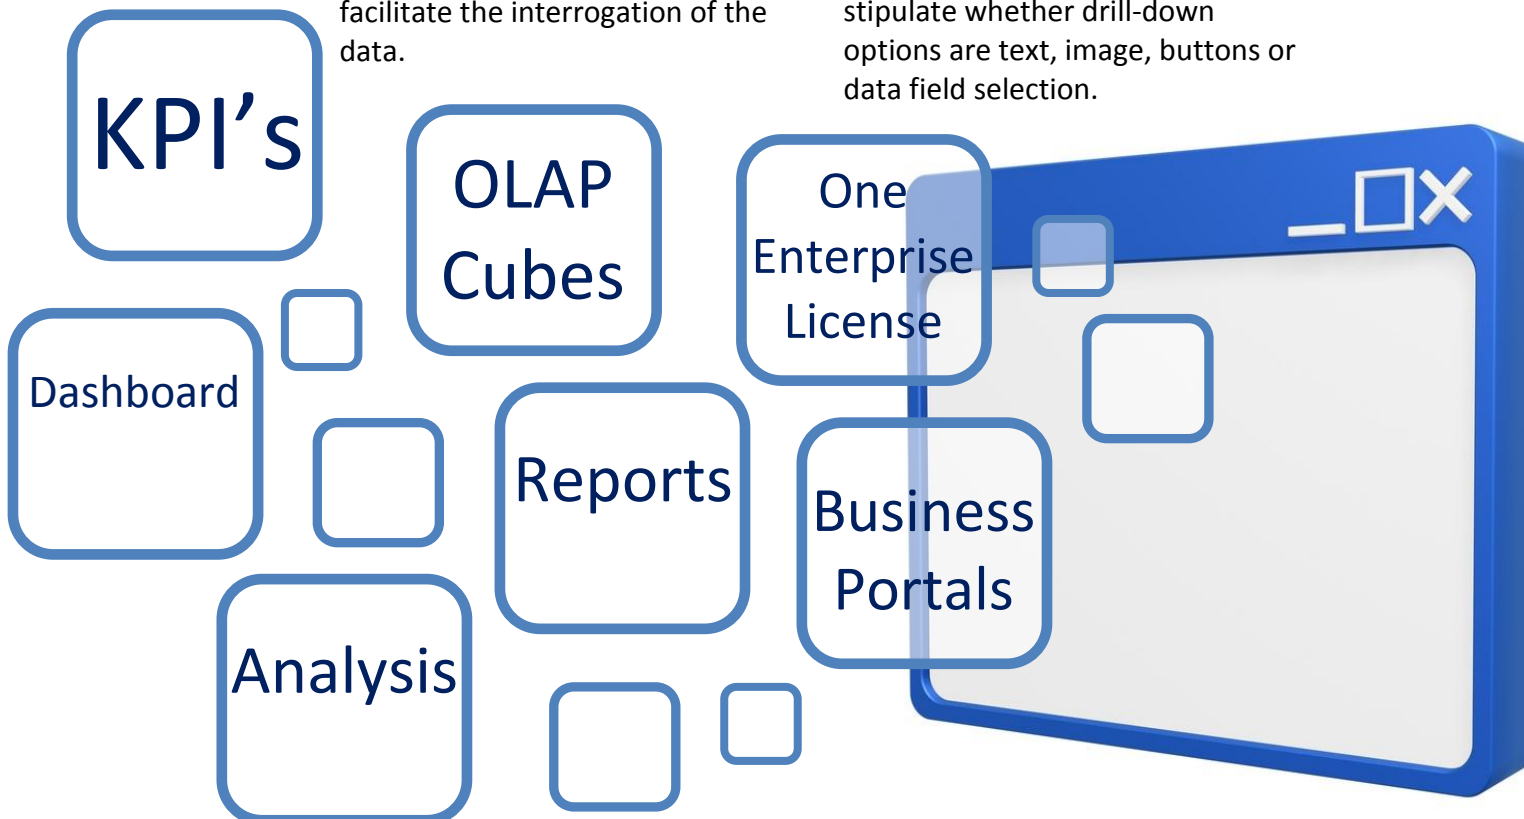 facilitate the interrogation of the
data.
stipulate whether drill-down
options are text, image, buttons or
data field selection.
KPI’s
OLAP
Cubes
One
Enterprise
License
Dashboard
Reports
Business
Portals
Analysis